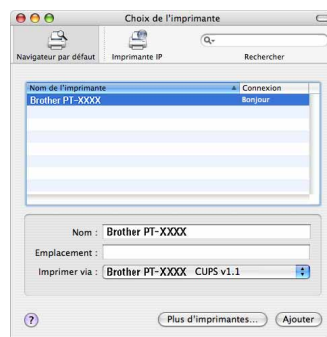 Choix de l'imprimante
Navigateur par défaut Imprimante IP Rechercher
Nom de l'imprimante Connexion
Brother PT-XXXX Bonjour
Nom : Brother PT-XXXX
Emplacement :
Imprimer via : Brother PT-XXXX CUPS v1.1
? Plus d'imprimantes... Ajouter